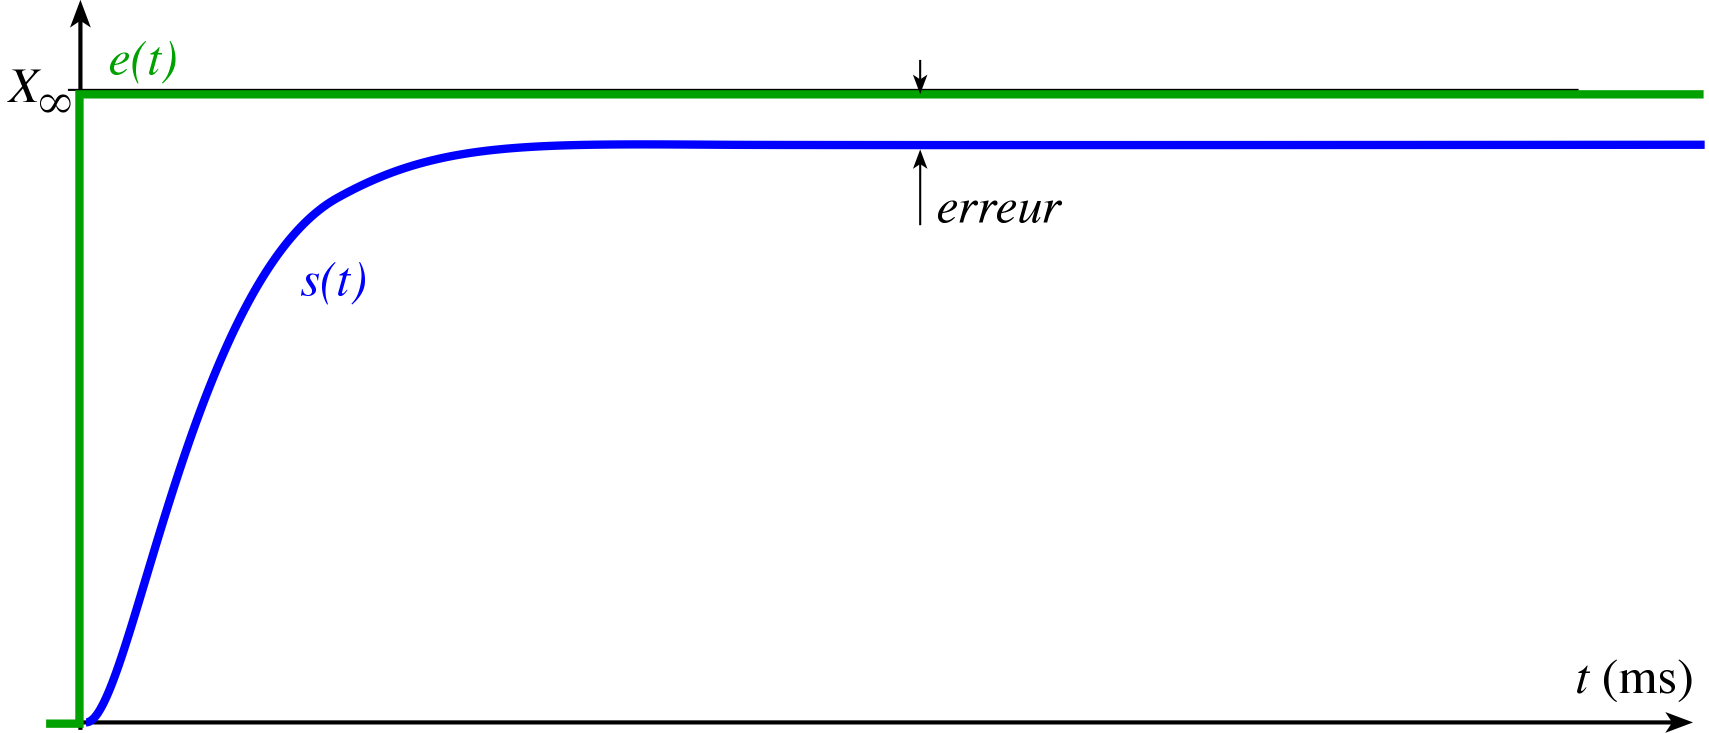 e(t)
X∞
erreur
s(t)
t (ms)